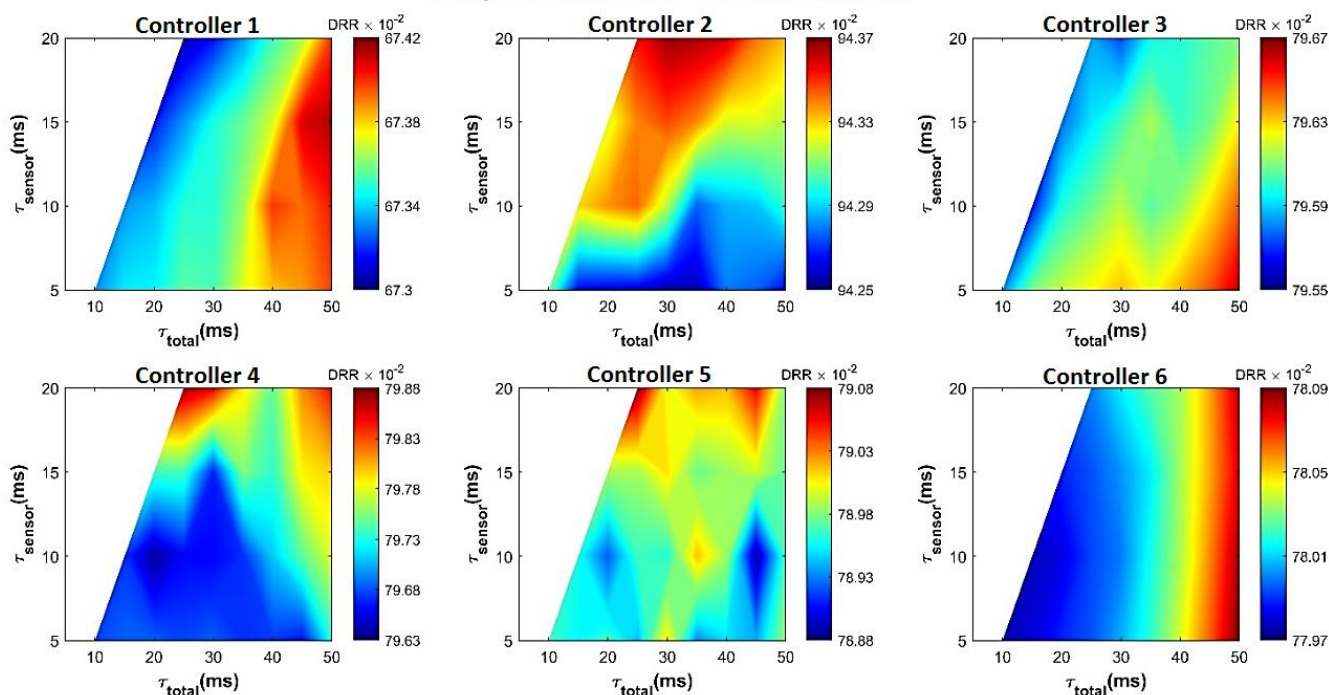 Controller 1
DRR × 10⁻²
67.42
67.38
67.34
67.3
20
15
10
5
τsensor(ms)
10 20 30 40 50
τtotal(ms)
Controller 2
DRR × 10⁻²
94.37
94.33
94.29
94.25
20
15
10
5
τsensor(ms)
10 20 30 40 50
τtotal(ms)
Controller 3
DRR × 10⁻²
79.67
79.63
79.59
79.55
20
15
10
5
τsensor(ms)
10 20 30 40 50
τtotal(ms)
Controller 4
DRR × 10⁻²
79.88
79.83
79.78
79.73
79.68
79.63
20
15
10
5
τsensor(ms)
10 20 30 40 50
τtotal(ms)
Controller 5
DRR × 10⁻²
79.08
79.03
78.98
78.93
78.88
20
15
10
5
τsensor(ms)
10 20 30 40 50
τtotal(ms)
Controller 6
DRR × 10⁻²
78.09
78.05
78.01
77.97
20
15
10
5
τsensor(ms)
10 20 30 40 50
τtotal(ms)